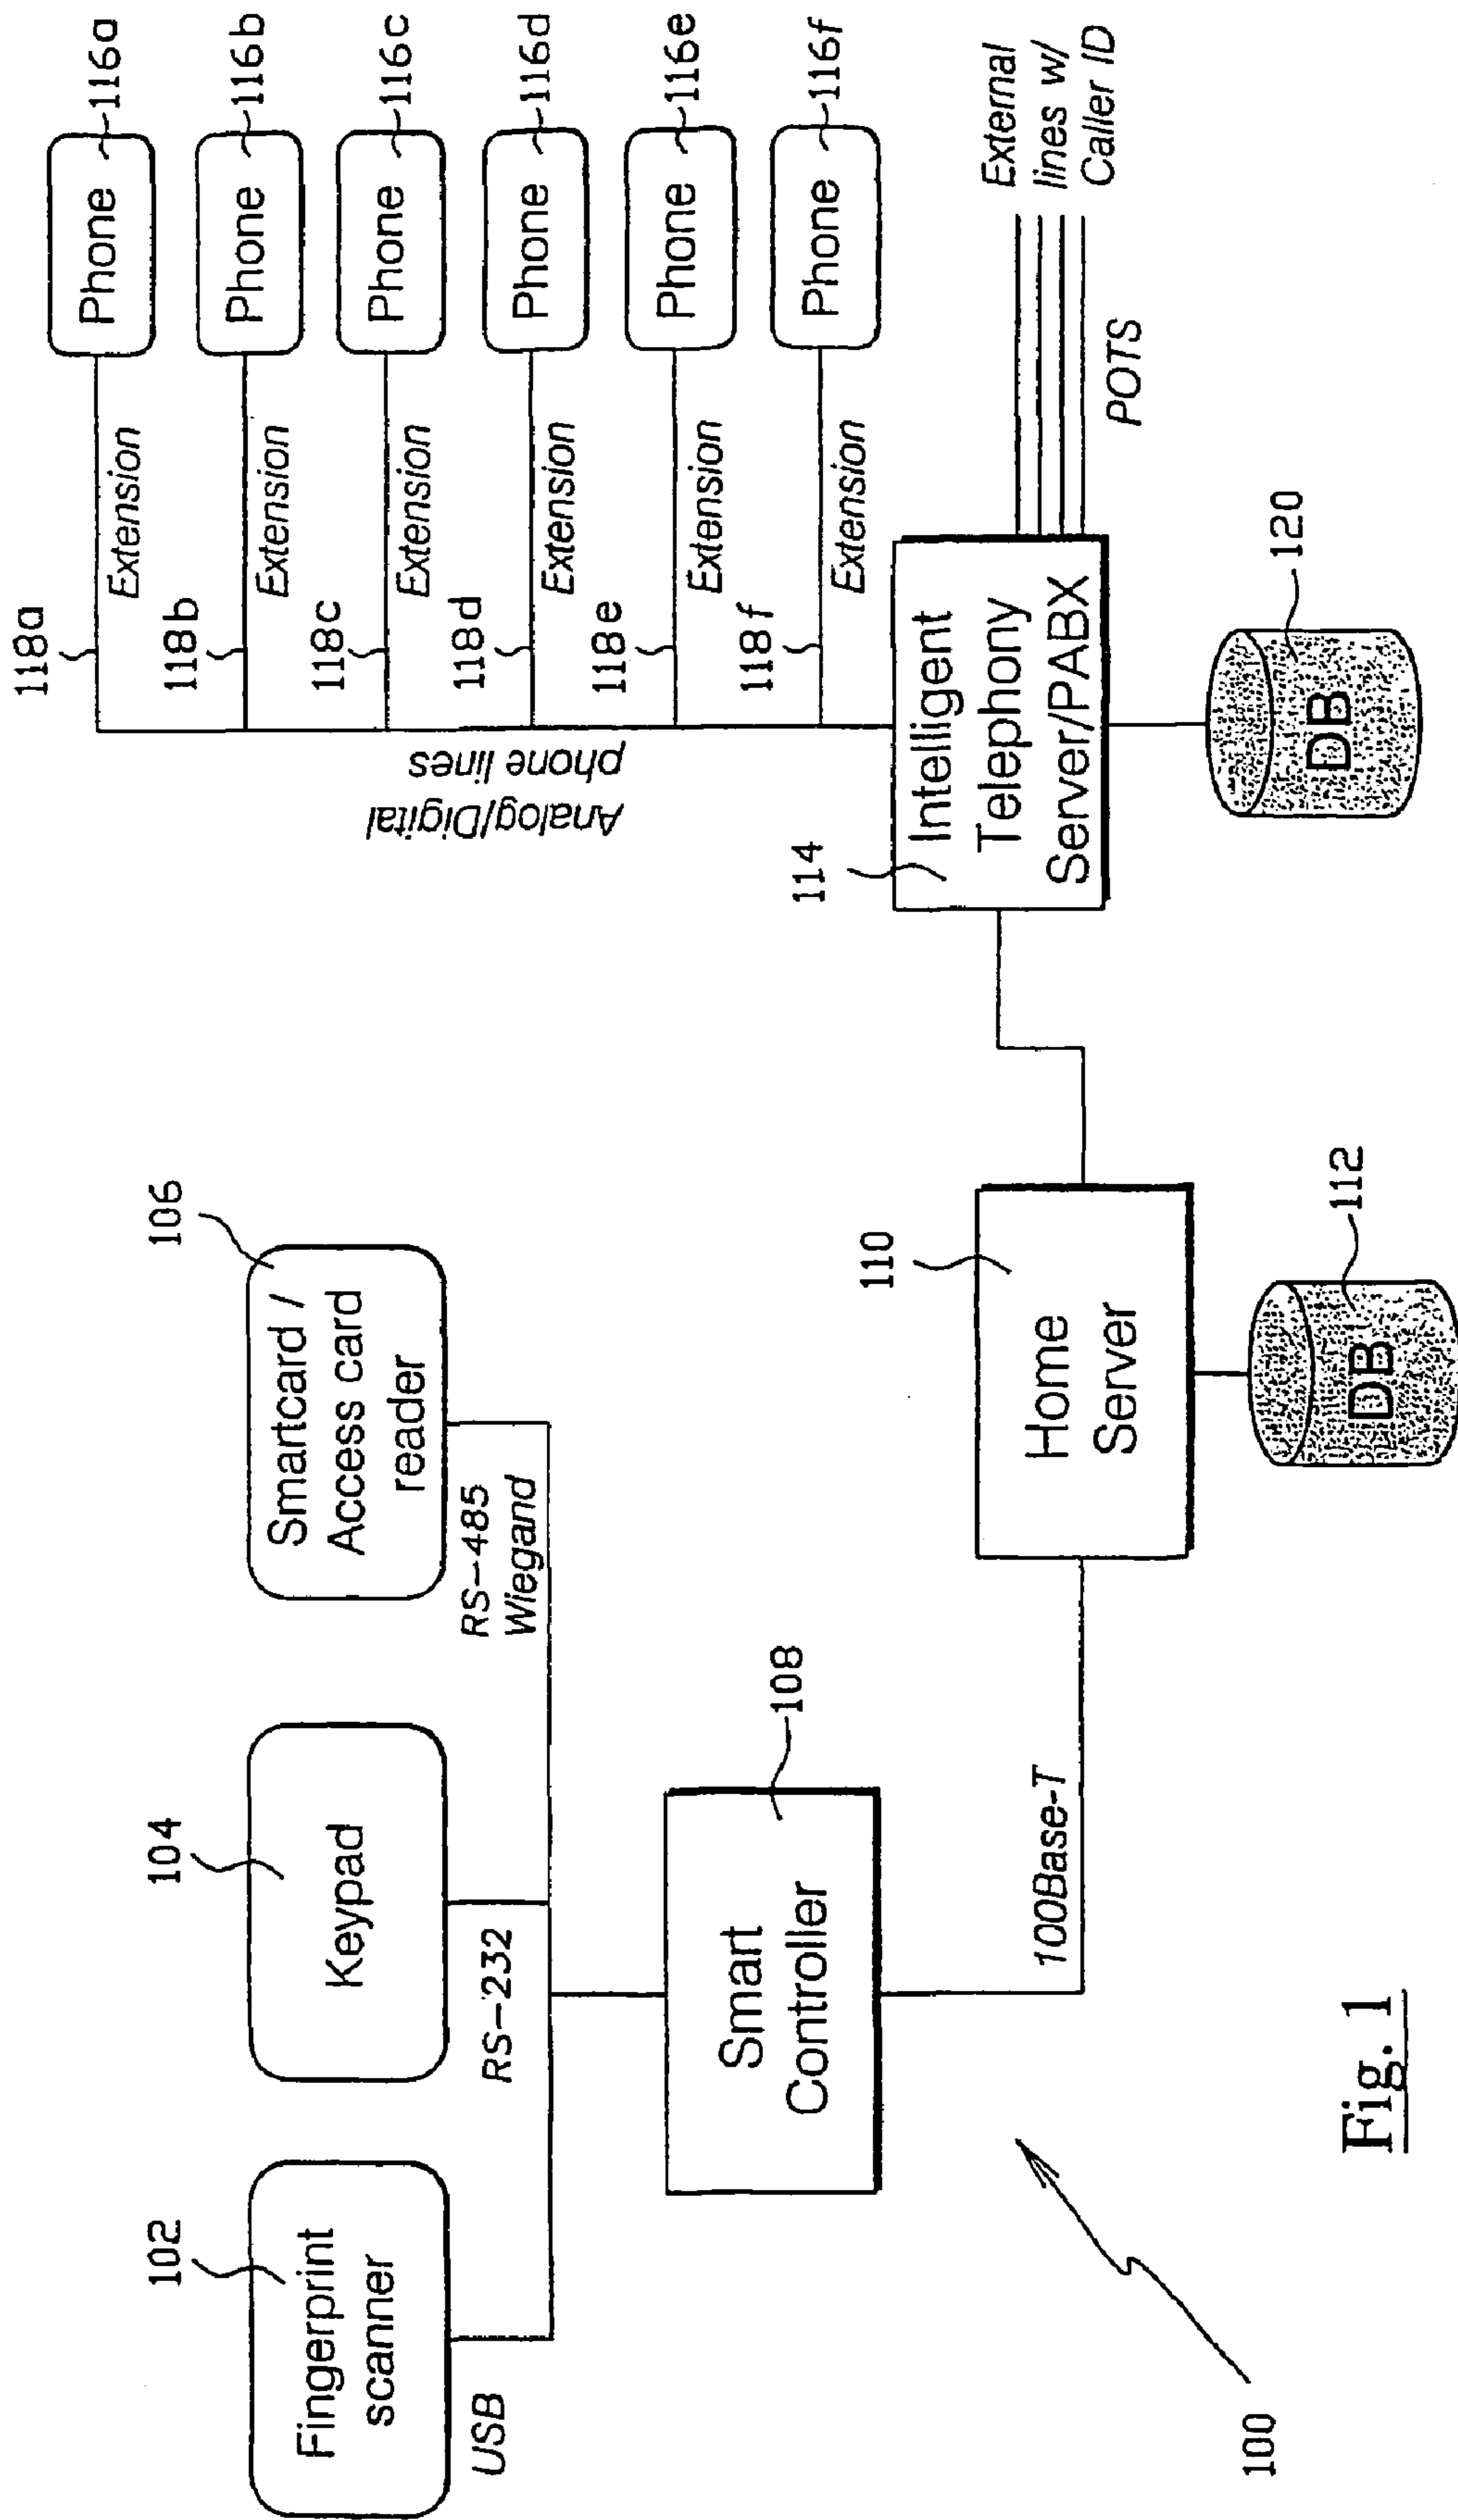 102
Fingerprint
scanner
USB
104
Keypad
RS-232
106
Smartcard /
Access card
reader
RS-485
Wiegand
Smart
Controller
108
100Base-T
110
Home
Server
DB
112
114
Intelligent
Telephony
Server/PABX
DB
120
Analog/Digital
phone lines
118a
Extension
Phone
116a
118b
Extension
Phone
116b
118c
Extension
Phone
116c
118d
Extension
Phone
116d
118e
Extension
Phone
116e
118f
Extension
Phone
116f
External
lines w/
Caller ID
POTS
100
Fig. 1